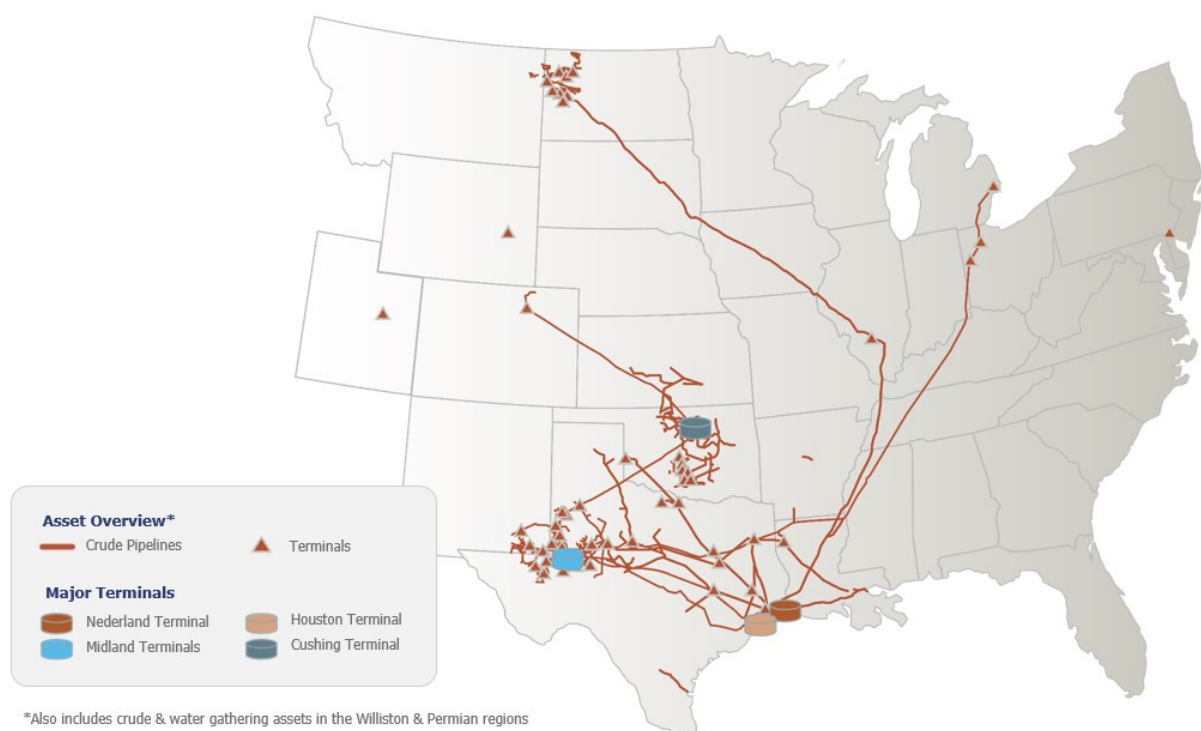 Asset Overview*
Crude Pipelines
Terminals
Major Terminals
Nederland Terminal
Houston Terminal
Midland Terminals
Cushing Terminal
*Also includes crude & water gathering assets in the Williston & Permian regions